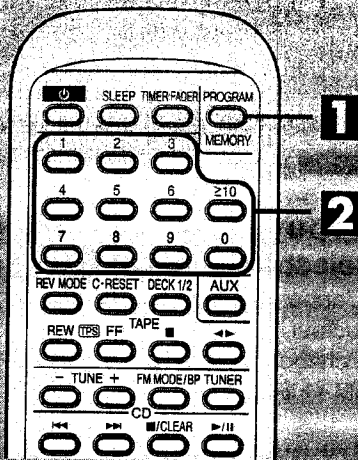 SLEEP TIMER·FADER PROGRAM
1
MEMORY
1 2 3
4 5 6 ≥10
2
7 8 9 0
REV MODE C·RESET DECK 1/2 AUX
TAPE
REW TPS FF ■ ◄►
− TUNE + FM MODE/BP TUNER
CD
I◄◄ ►►I ■/CLEAR ►/II